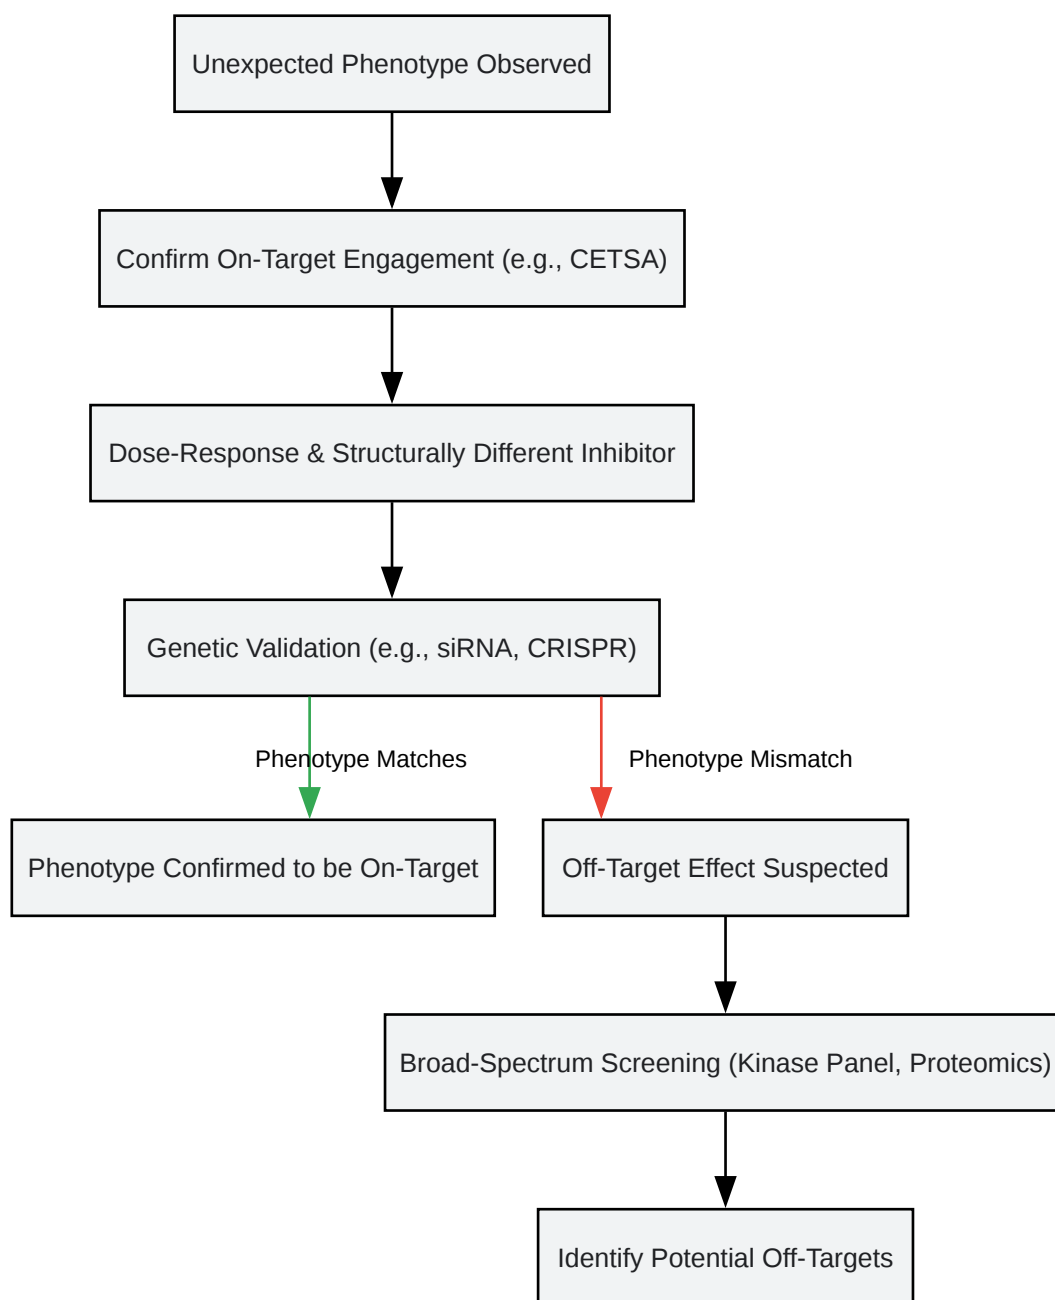 Unexpected Phenotype Observed
Confirm On-Target Engagement (e.g., CETSA)
Dose-Response & Structurally Different Inhibitor
Genetic Validation (e.g., siRNA, CRISPR)
Phenotype Matches
Phenotype Mismatch
Phenotype Confirmed to be On-Target
Off-Target Effect Suspected
Broad-Spectrum Screening (Kinase Panel, Proteomics)
Identify Potential Off-Targets